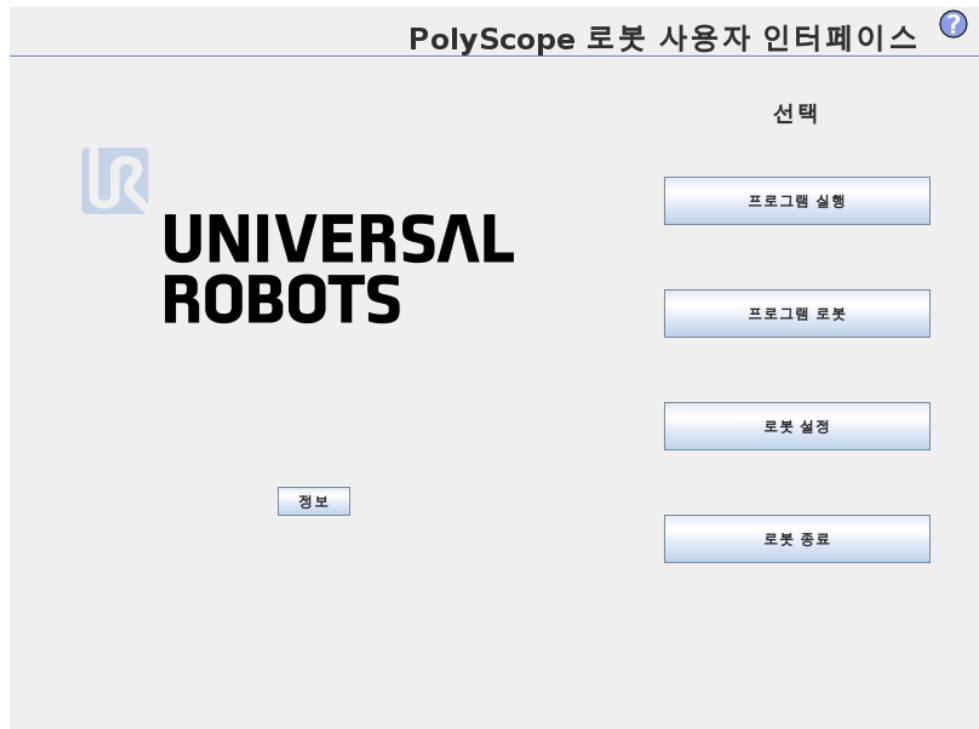 PolyScope 로봇 사용자 인터페이스 ?
선택
UR
UNIVERSAL
ROBOTS
프로그램 실행
프로그램 로봇
로봇 설정
정보
로봇 종료